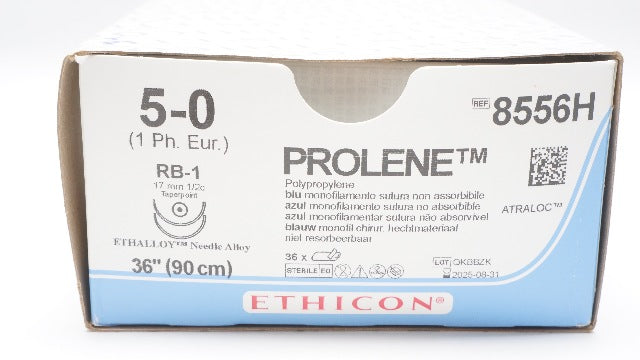 5-0
(1 Ph. Eur.)
RB-1
17 mm 1/2c
Taperpoint
ETHALLOY™ Needle Alloy
36" (90 cm)
REF 8556H
PROLENE™
Polypropylene
blu monofilamento sutura non assorbibile
azul monofilamento sutura no absorbible
azul monofilamentar sutura não absorvível
blauw monofil chirur. hechtmateriaal
niet resorbeerbaar
ATRALOC™
36 x
STERILE EO
LOT QKBBZK
2025-08-31
ETHICON®